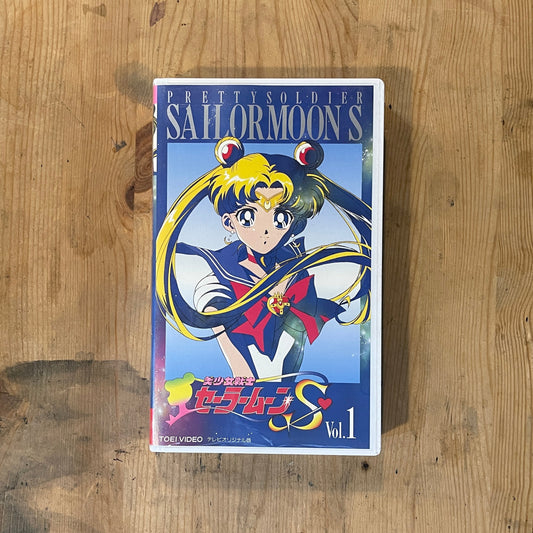 PRETTY SOLDIER
SAILORMOON S
美少女戦士
セーラームーン S
Vol.1
TOEI VIDEO テレビオリジナル版